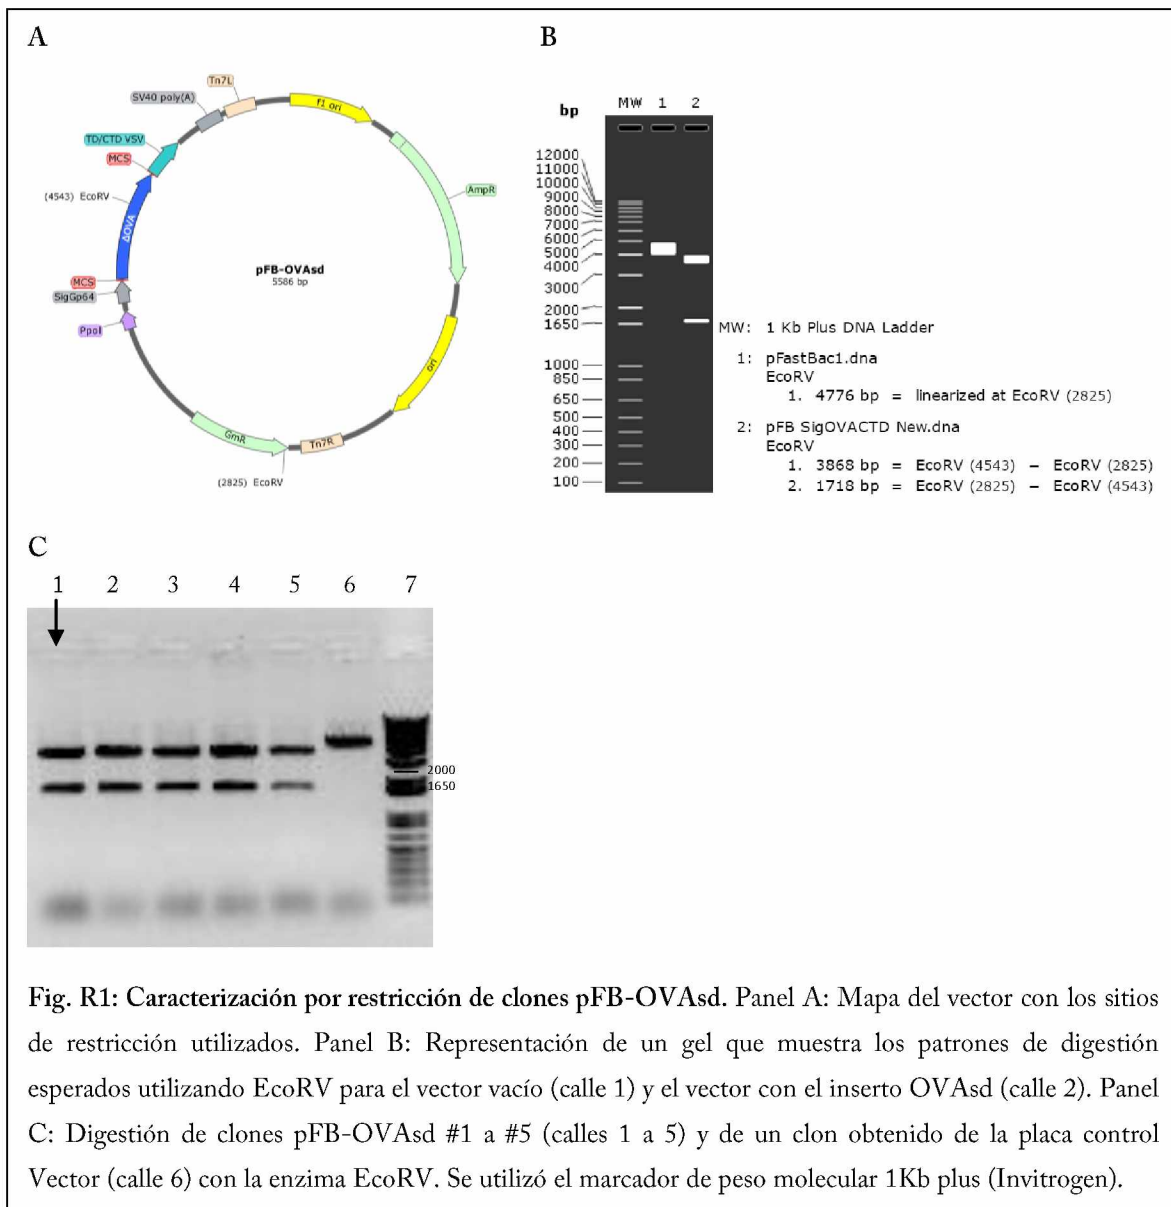 A
Tn7L
SV40 poly(A)
f1 ori
TD/CTD VSV
MCS
(4543) EcoRV
AmpR
ΔOVA
pFB-OVAsd
5586 bp
MCS
SigGp64
PpolI
ori
GmR
Tn7R
(2825) EcoRV
B
bp
MW 1 2
12000
11000
10000
9000
8000
7000
6000
5000
4000
3000
2000
1650
1000
850
650
500
400
300
200
100
MW: 1 Kb Plus DNA Ladder
1: pFastBac1.dna
EcoRV
1. 4776 bp = linearized at EcoRV (2825)
2: pFB SigOVACTD New.dna
EcoRV
1. 3868 bp = EcoRV (4543) – EcoRV (2825)
2. 1718 bp = EcoRV (2825) – EcoRV (4543)
C
1 2 3 4 5 6 7
2000
1650
Fig. R1: Caracterización por restricción de clones pFB-OVAsd. Panel A: Mapa del vector con los sitios
de restricción utilizados. Panel B: Representación de un gel que muestra los patrones de digestión
esperados utilizando EcoRV para el vector vacío (calle 1) y el vector con el inserto OVAsd (calle 2). Panel
C: Digestión de clones pFB-OVAsd #1 a #5 (calles 1 a 5) y de un clon obtenido de la placa control
Vector (calle 6) con la enzima EcoRV. Se utilizó el marcador de peso molecular 1Kb plus (Invitrogen).